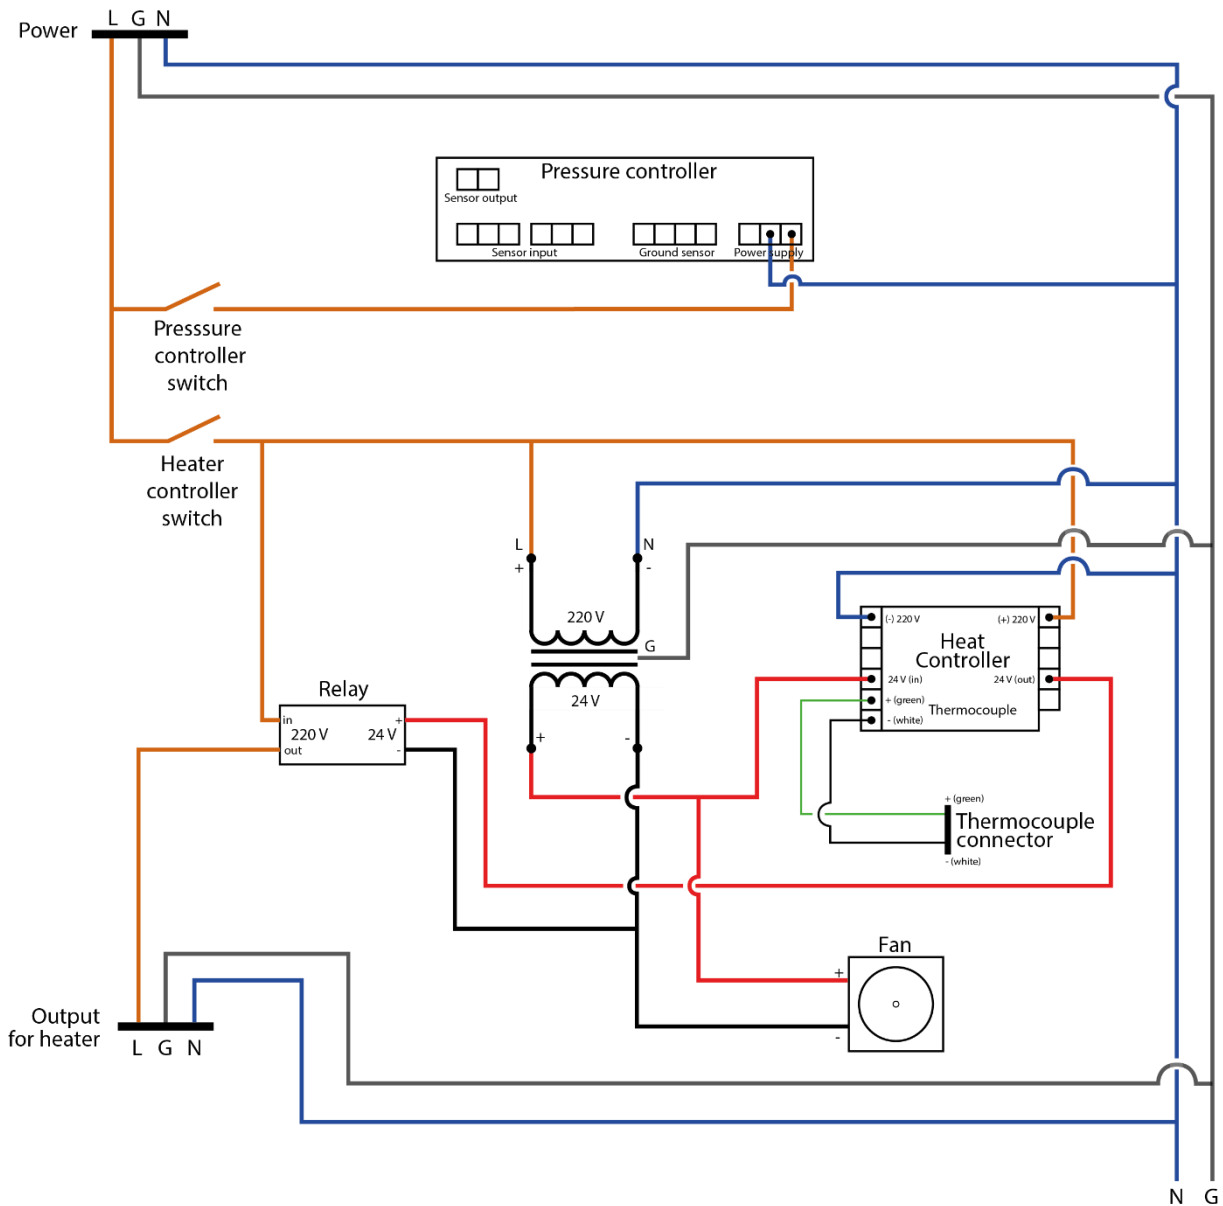 L G N
Power
Pressure controller
Sensor output
Sensor input
Ground sensor
Power supply
Presssure
controller
switch
Heater
controller
switch
L
+
N
-
220 V
G
24 V
+
-
(-) 220 V
(+) 220 V
Heat
Controller
24 V (in)
24 V (out)
+ (green)
Thermocouple
- (white)
Relay
in
+
220 V
24 V
out
-
+ (green)
Thermocouple
connector
- (white)
Fan
+
-
Output
for heater
L G N
N G